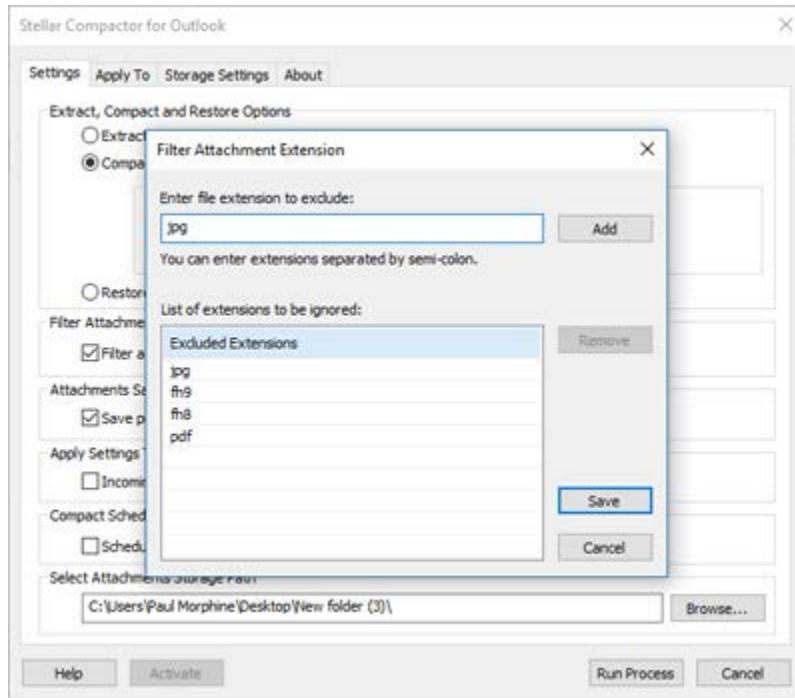 Stellar Compactor for Outlook
Settings Apply To Storage Settings About
Extract, Compact and Restore Options
Extract
Compa
Filter Attachment Extension
Enter file extension to exclude:
jpg
Add
You can enter extensions separated by semi-colon.
Restor
List of extensions to be ignored:
Filter Attachme
Excluded Extensions
Remove
Filter a
jpg
fh9
Attachments Sa
fh8
Save p
pdf
Apply Settings
Incomin
Save
Compact Sched
Schedu
Cancel
Select Attachments Storage Path
C:\Users\Paul Morphine\Desktop\New folder (3)\
Browse...
Help Activate Run Process Cancel